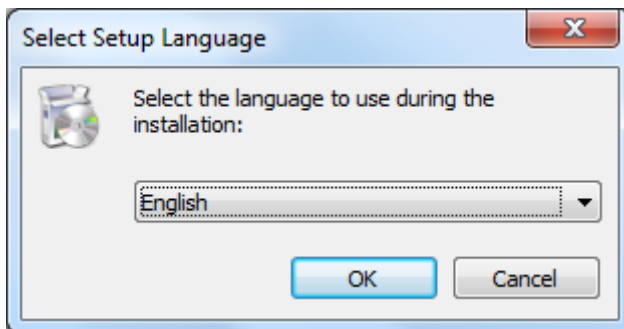 Select Setup Language
Select the language to use during the
installation:
English
OK
Cancel